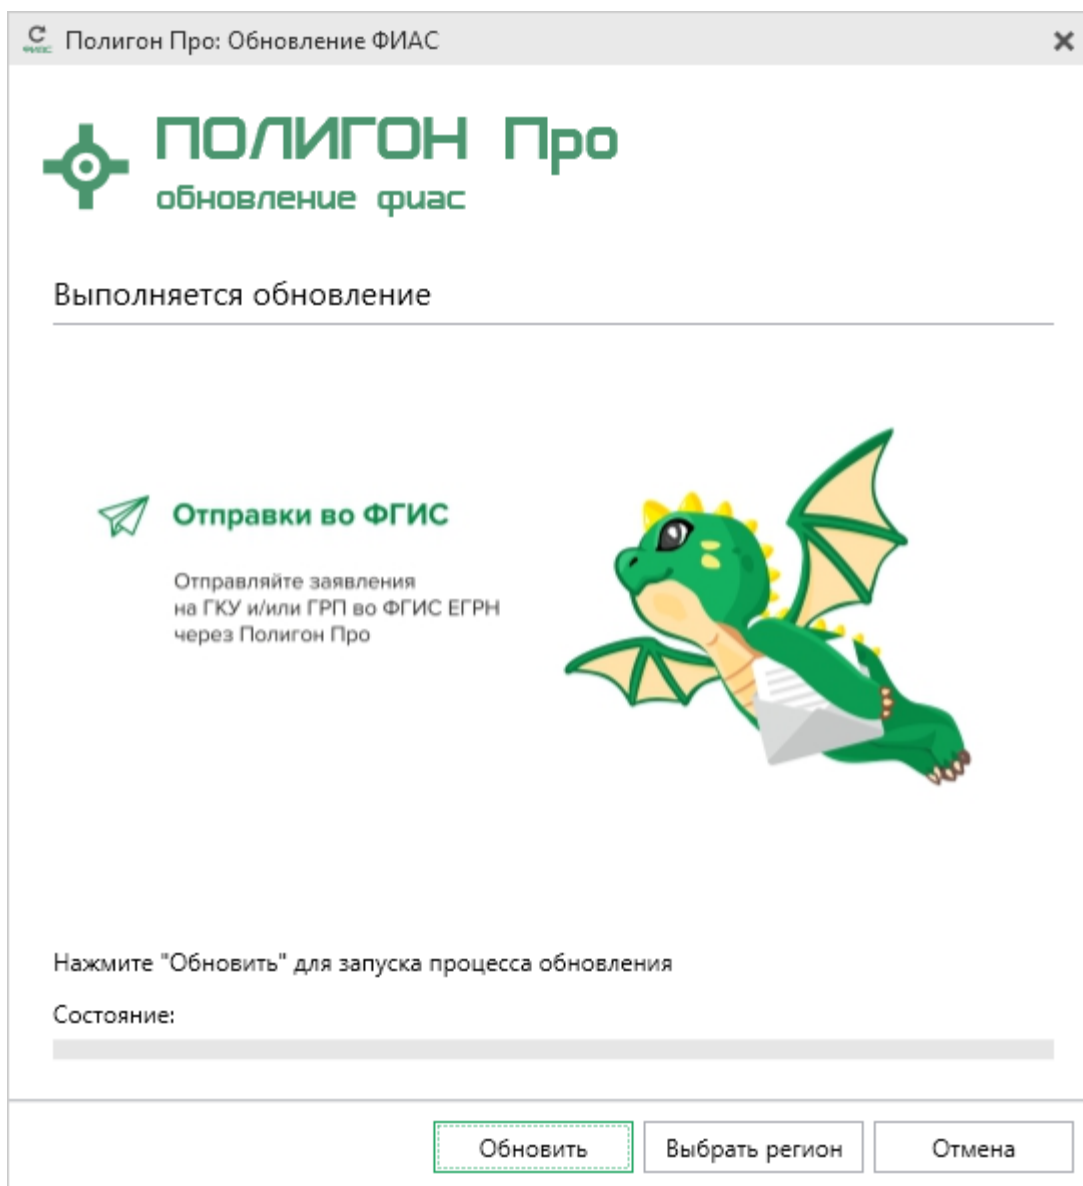 ФИАС
Полигон Про: Обновление ФИАС
ПОЛИГОН Про
обновление фиас
Выполняется обновление
Отправки во ФГИС
Отправляйте заявления
на ГКУ и/или ГРП во ФГИС ЕГРН
через Полигон Про
Нажмите "Обновить" для запуска процесса обновления
Состояние:
Обновить
Выбрать регион
Отмена